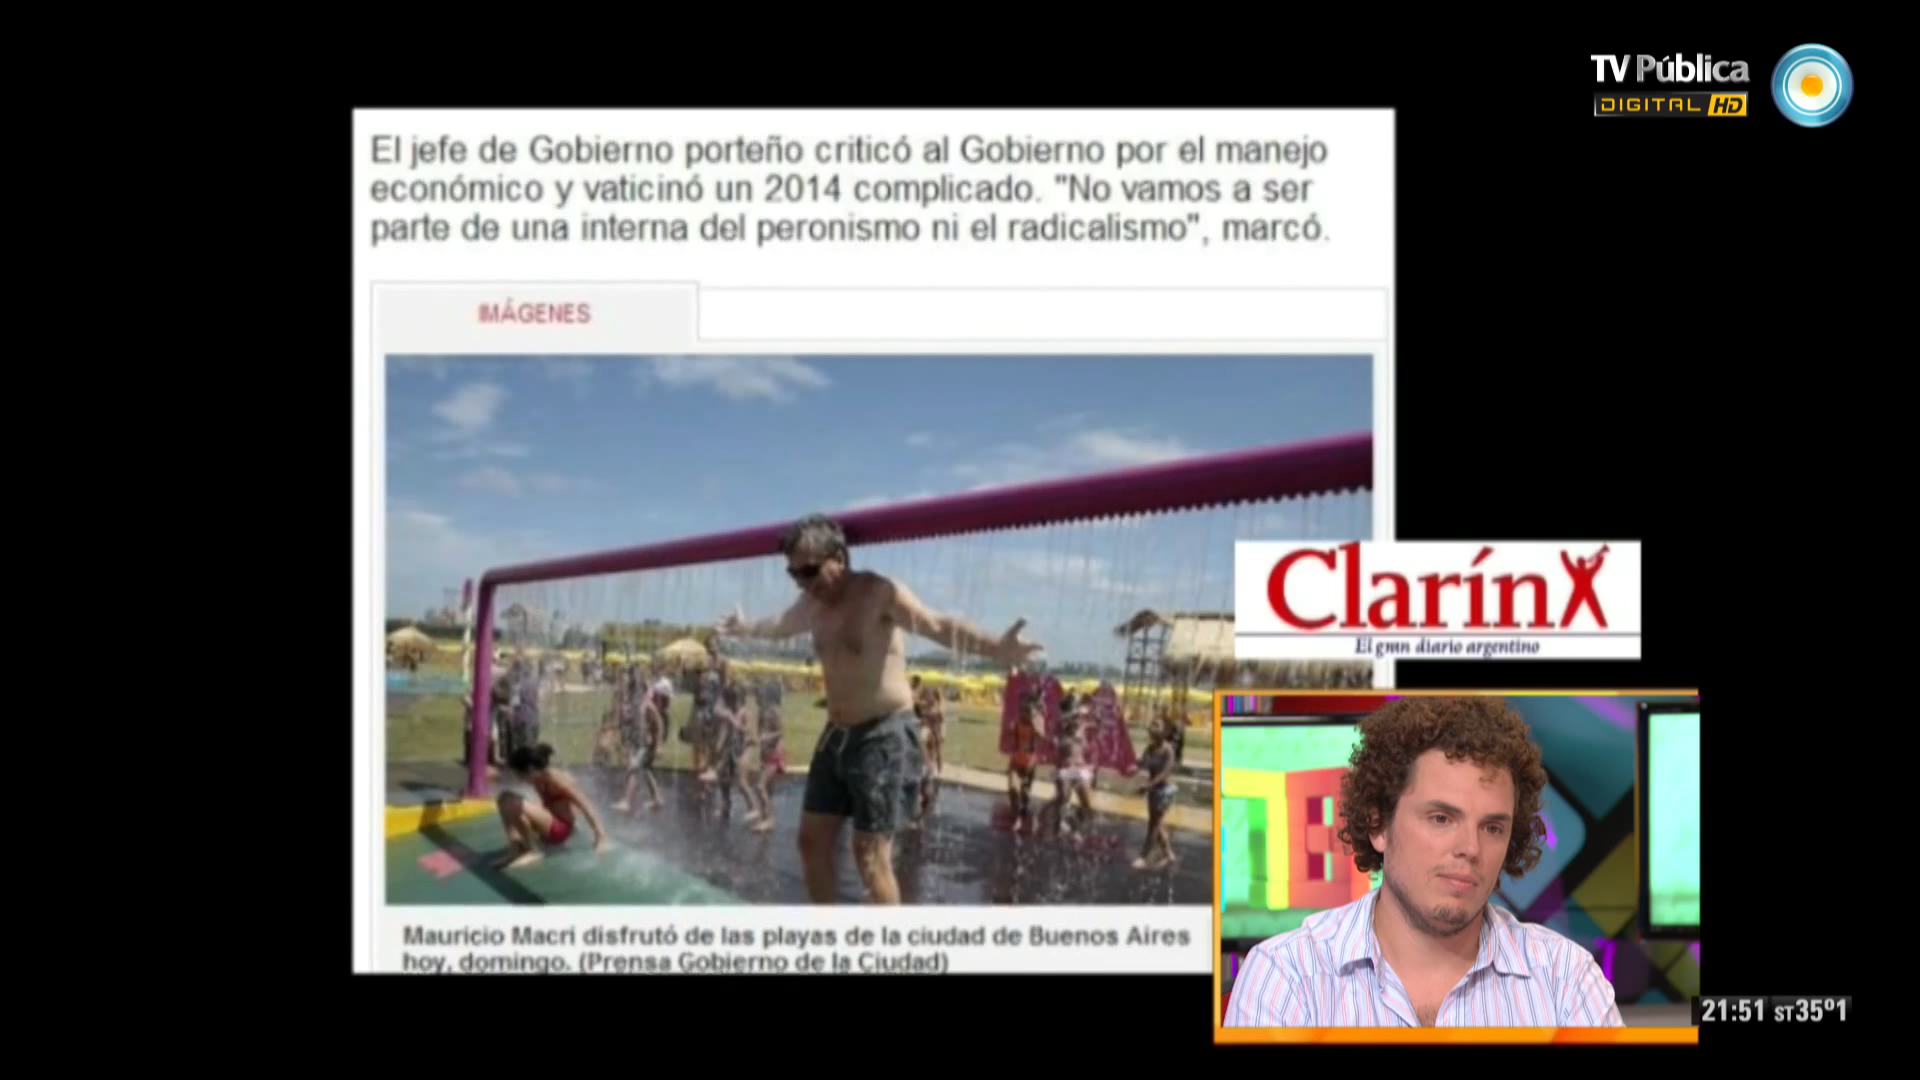 TV Pública
DIGITAL HD
El jefe de Gobierno porteño criticó al Gobierno por el manejo
económico y vaticinó un 2014 complicado. "No vamos a ser
parte de una interna del peronismo ni el radicalismo", marcó.
IMÁGENES
Clarín
El gran diario argentino
Mauricio Macri disfrutó de las playas de la ciudad de Buenos Aires
hoy, domingo. (Prensa Gobierno de la Ciudad)
21:51 ST35º1